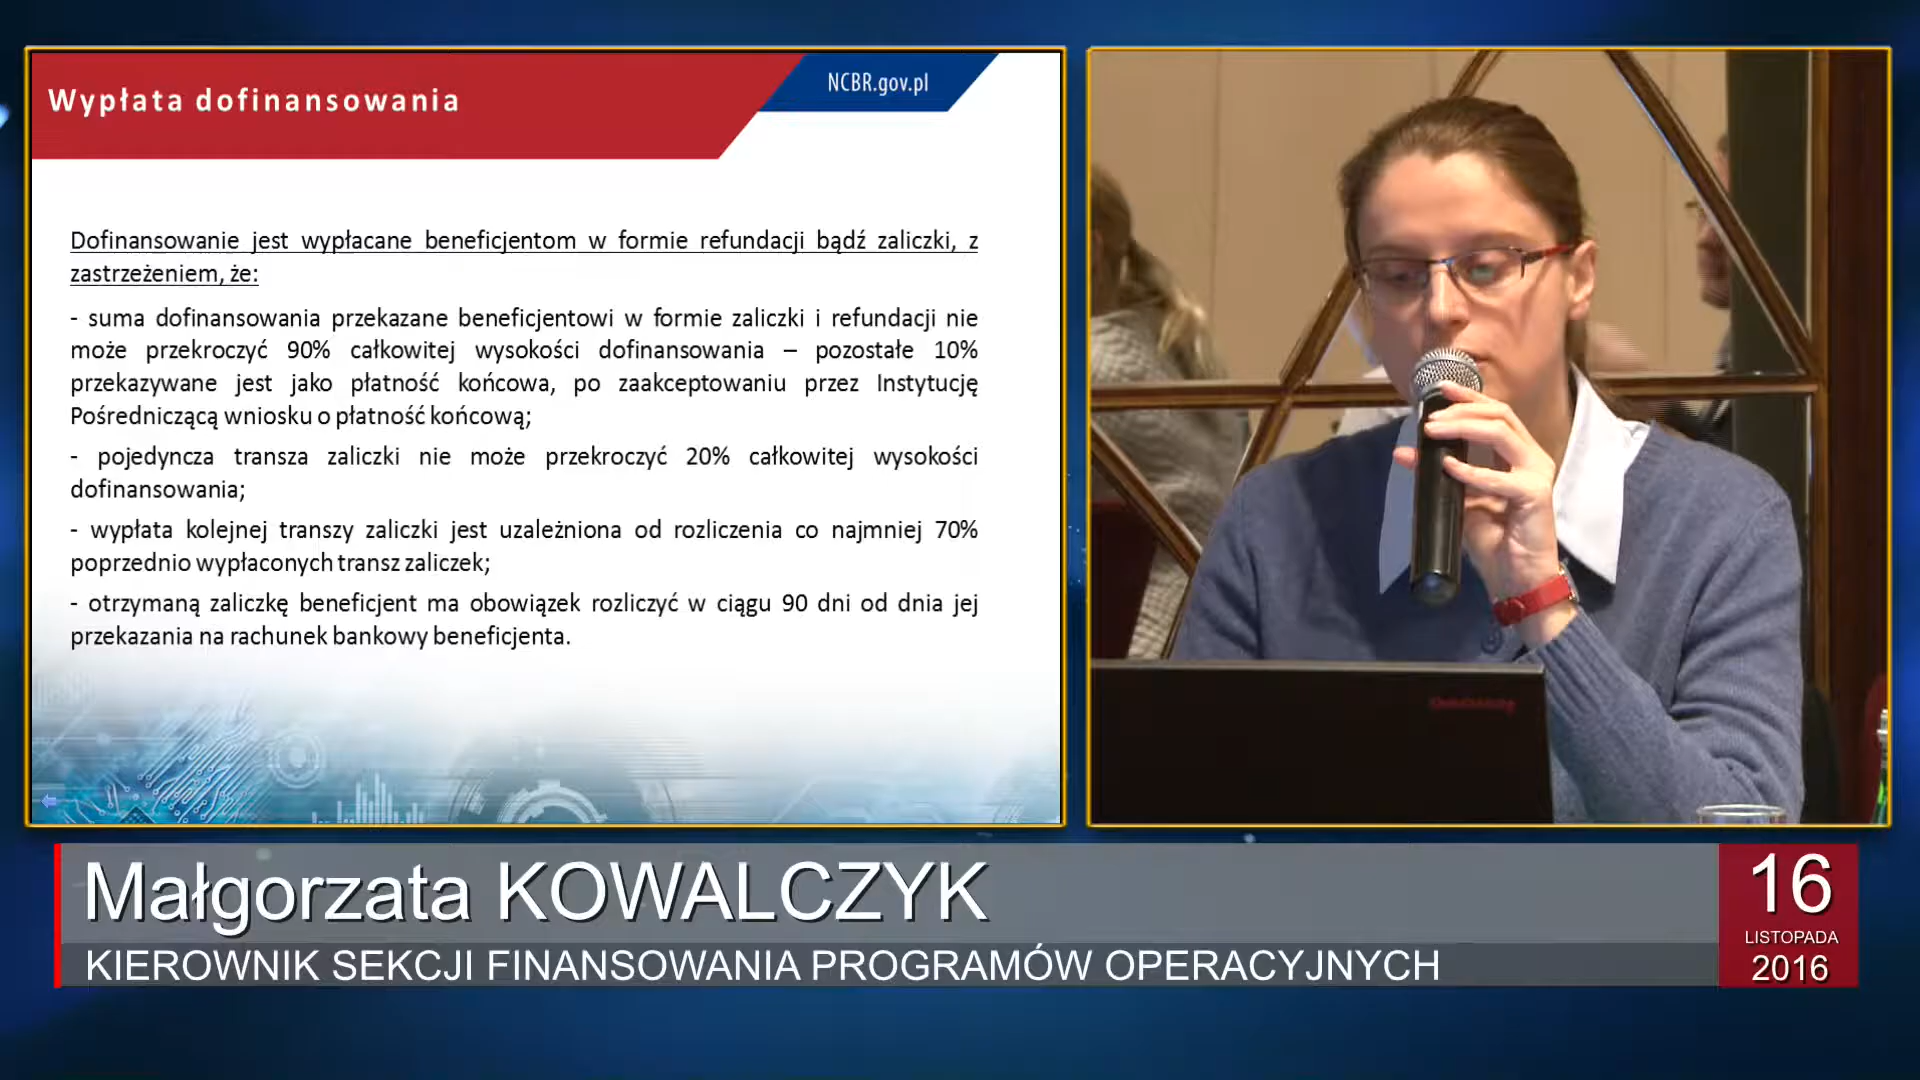 Wypłata dofinansowania
NCBR.gov.pl
Dofinansowanie jest wypłacane beneficjentom w formie refundacji bądź zaliczki, z
zastrzeżeniem, że:
- suma dofinansowania przekazane beneficjentowi w formie zaliczki i refundacji nie
może przekroczyć 90% całkowitej wysokości dofinansowania – pozostałe 10%
przekazywane jest jako płatność końcowa, po zaakceptowaniu przez Instytucję
Pośredniczącą wniosku o płatność końcową;
- pojedyncza transza zaliczki nie może przekroczyć 20% całkowitej wysokości
dofinansowania;
- wypłata kolejnej transzy zaliczki jest uzależniona od rozliczenia co najmniej 70%
poprzednio wypłaconych transz zaliczek;
- otrzymaną zaliczkę beneficjent ma obowiązek rozliczyć w ciągu 90 dni od dnia jej
przekazania na rachunek bankowy beneficjenta.
Małgorzata KOWALCZYK
KIEROWNIK SEKCJI FINANSOWANIA PROGRAMÓW OPERACYJNYCH
16
LISTOPADA
2016